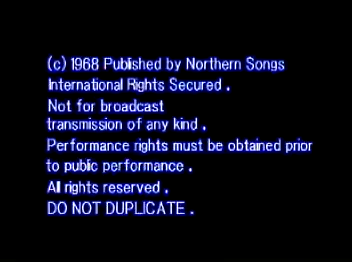 (c) 1968 Published by Northern Songs
International Rights Secured .
Not for broadcast
transmission of any kind .
Performance rights must be obtained prior
to public performance .
All rights reserved .
DO NOT DUPLICATE .